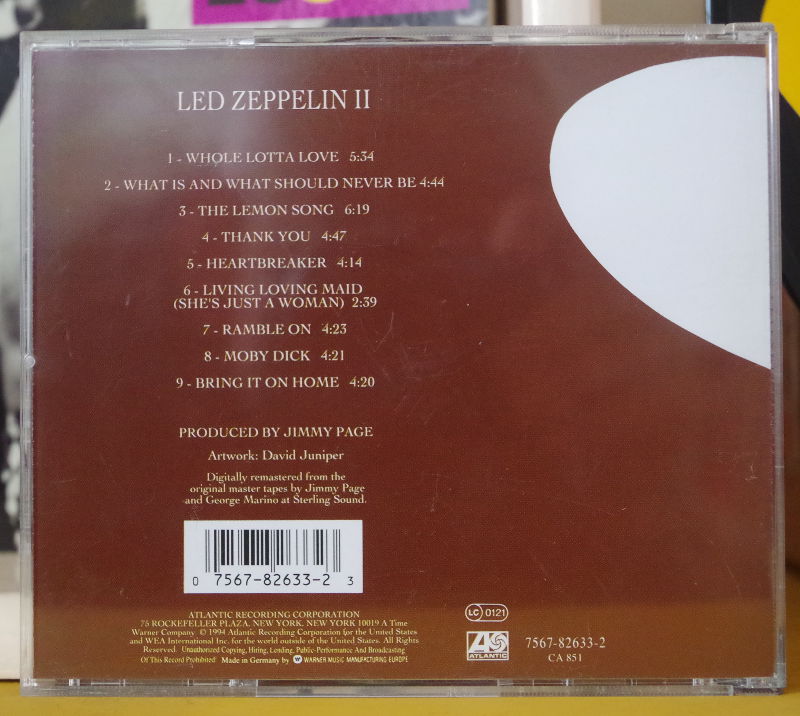 LED ZEPPELIN II
1 - WHOLE LOTTA LOVE 5:34
2 - WHAT IS AND WHAT SHOULD NEVER BE 4:44
3 - THE LEMON SONG 6:19
4 - THANK YOU 4:47
5 - HEARTBREAKER 4:14
6 - LIVING LOVING MAID
(SHE'S JUST A WOMAN) 2:39
7 - RAMBLE ON 4:23
8 - MOBY DICK 4:21
9 - BRING IT ON HOME 4:20
PRODUCED BY JIMMY PAGE
Artwork: David Juniper
Digitally remastered from the
original master tapes by Jimmy Page
and George Marino at Sterling Sound.
0 7567-82633-2 3
ATLANTIC RECORDING CORPORATION
75 ROCKEFELLER PLAZA, NEW YORK, NEW YORK 10019 A Time
Warner Company © 1994 Atlantic Recording Corporation for the United States
and WEA International Inc. for the world outside of the United States. All Rights
Reserved. Unauthorized Copying, Hiring, Lending, Public-Performance And Broadcasting
Of This Record Prohibited. Made in Germany by WARNER MUSIC MANUFACTURING EUROPE
LC 0121
ATLANTIC
7567-82633-2
CA 851